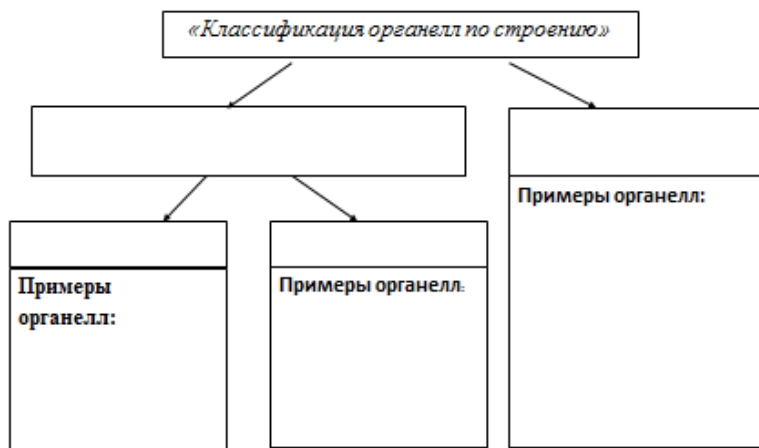 «Классификация органелл по строению»
Примеры органелл:
Примеры
органелл:
Примеры органелл: